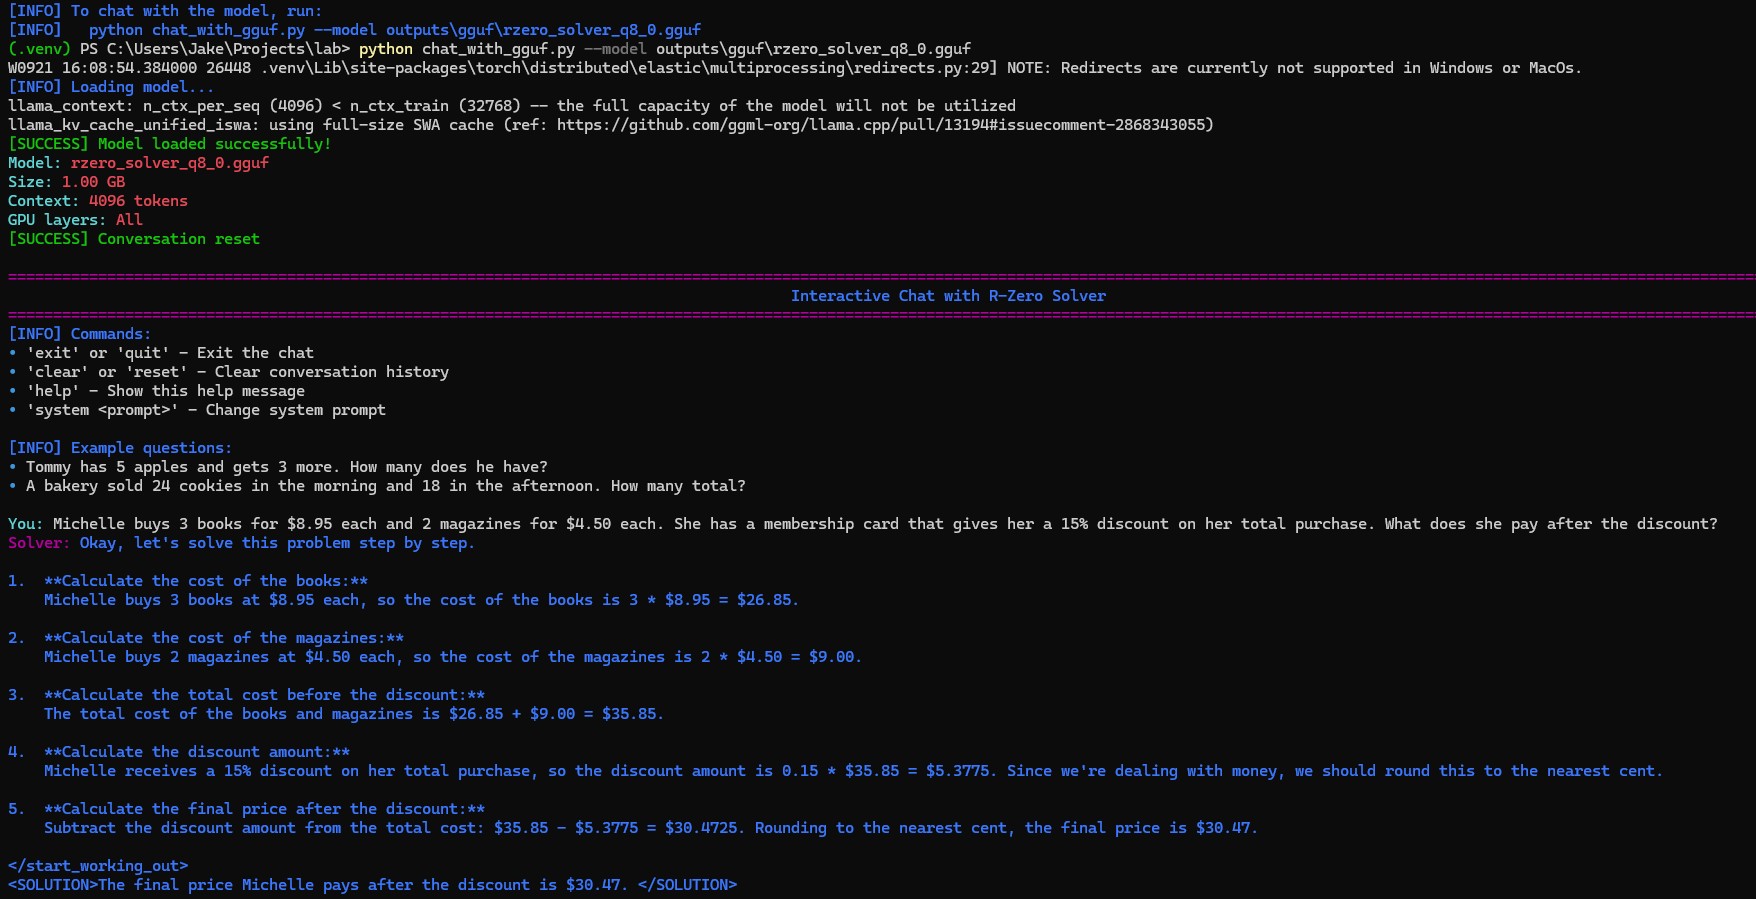 [INFO] To chat with the model, run:
[INFO]   python chat_with_gguf.py --model outputs\gguf\rzero_solver_q8_0.gguf
(.venv) PS C:\Users\Jake\Projects\lab> python chat_with_gguf.py --model outputs\gguf\rzero_solver_q8_0.gguf
W0921 16:08:54.384000 26448 .venv\Lib\site-packages\torch\distributed\elastic\multiprocessing\redirects.py:29] NOTE: Redirects are currently not supported in Windows or MacOs.
[INFO] Loading model...
llama_context: n_ctx_per_seq (4096) < n_ctx_train (32768) -- the full capacity of the model will not be utilized
llama_kv_cache_unified_iswa: using full-size SWA cache (ref: https://github.com/ggml-org/llama.cpp/pull/13194#issuecomment-2868343055)
[SUCCESS] Model loaded successfully!
Model: rzero_solver_q8_0.gguf
Size: 1.00 GB
Context: 4096 tokens
GPU layers: All
[SUCCESS] Conversation reset
Interactive Chat with R-Zero Solver
[INFO] Commands:
• 'exit' or 'quit' - Exit the chat
• 'clear' or 'reset' - Clear conversation history
• 'help' - Show this help message
• 'system <prompt>' - Change system prompt
[INFO] Example questions:
• Tommy has 5 apples and gets 3 more. How many does he have?
• A bakery sold 24 cookies in the morning and 18 in the afternoon. How many total?
You: Michelle buys 3 books for $8.95 each and 2 magazines for $4.50 each. She has a membership card that gives her a 15% discount on her total purchase. What does she pay after the discount?
Solver: Okay, let's solve this problem step by step.
1.  **Calculate the cost of the books:**
    Michelle buys 3 books at $8.95 each, so the cost of the books is 3 * $8.95 = $26.85.
2.  **Calculate the cost of the magazines:**
    Michelle buys 2 magazines at $4.50 each, so the cost of the magazines is 2 * $4.50 = $9.00.
3.  **Calculate the total cost before the discount:**
    The total cost of the books and magazines is $26.85 + $9.00 = $35.85.
4.  **Calculate the discount amount:**
    Michelle receives a 15% discount on her total purchase, so the discount amount is 0.15 * $35.85 = $5.3775. Since we're dealing with money, we should round this to the nearest cent.
5.  **Calculate the final price after the discount:**
    Subtract the discount amount from the total cost: $35.85 - $5.3775 = $30.4725. Rounding to the nearest cent, the final price is $30.47.
</start_working_out>
<SOLUTION>The final price Michelle pays after the discount is $30.47. </SOLUTION>